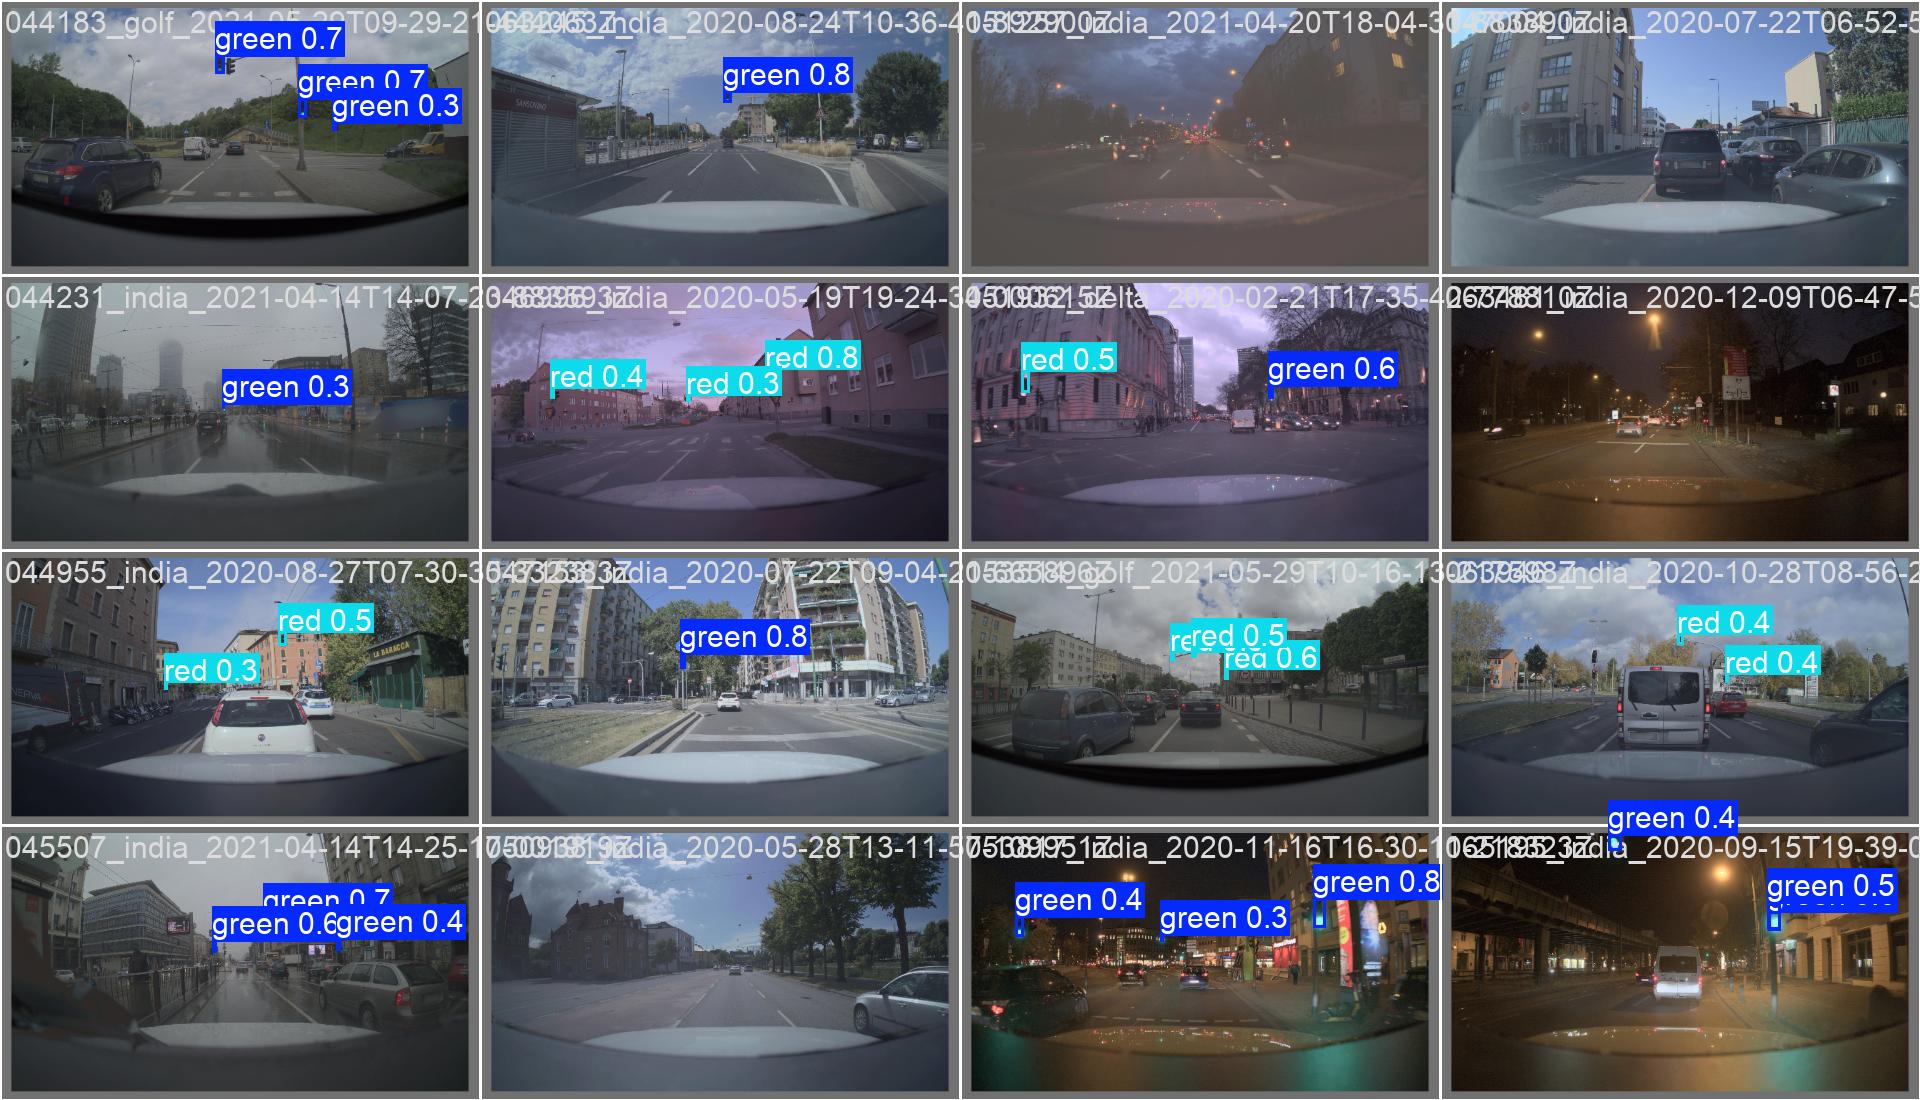 044183_golf_2021-05-29T09-29-2
india_2020-08-24T10-36-4
india_2021-04-20T18-04-3
india_2020-07-22T06-52-5
green 0.7
green 0.7
green 0.3
green 0.8
SANSOVINO
044231_india_2021-04-14T14-07-2
india_2020-05-19T19-24-3
delta_2020-02-21T17-35-4
india_2020-12-09T06-47-5
green 0.3
red 0.4
red 0.3
red 0.8
red 0.5
green 0.6
044955_india_2020-08-27T07-30-3
india_2020-07-22T09-04-2
golf_2021-05-29T10-16-1
india_2020-10-28T08-56-2
red 0.3
red 0.5
LA BARACCA
green 0.8
red 0.5
red 0.6
red 0.4
red 0.4
045507_india_2021-04-14T14-25-1
india_2020-05-28T13-11-5
india_2020-11-16T16-30-1
india_2020-09-15T19-39-0
green 0.7
green 0.6
green 0.4
green 0.4
green 0.3
green 0.8
green 0.4
green 0.5